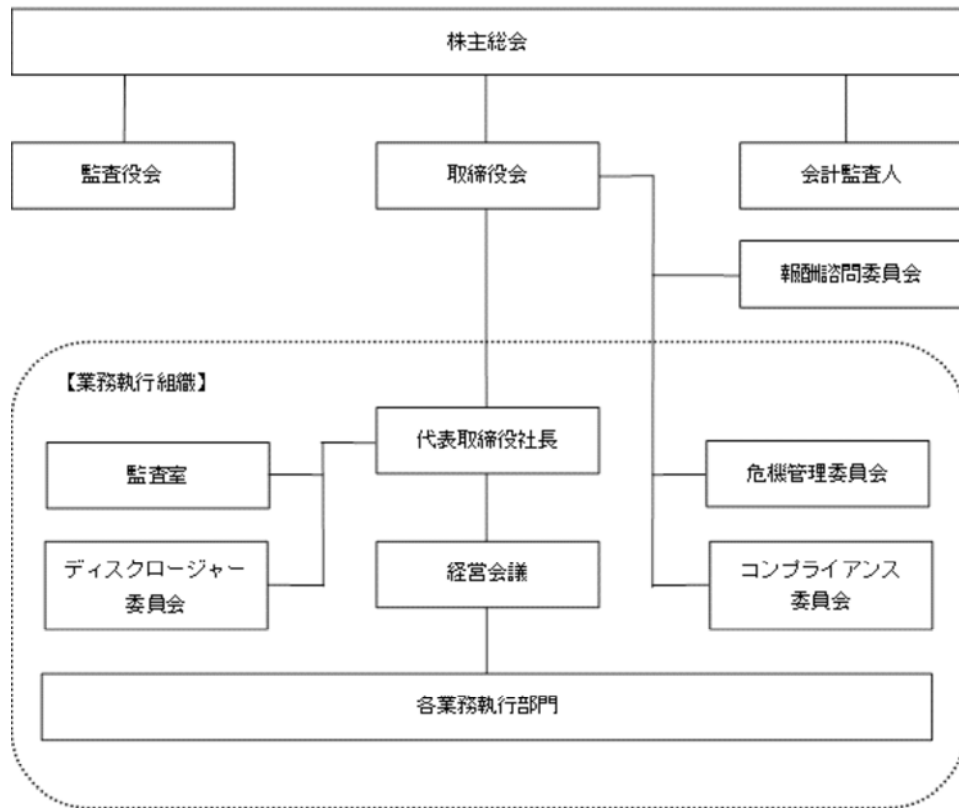 株主総会
監査役会
取締役会
会計監査人
報酬諮問委員会
【業務執行組織】
代表取締役社長
監査室
危機管理委員会
ディスクロージャー
委員会
経営会議
コンプライアンス
委員会
各業務執行部門